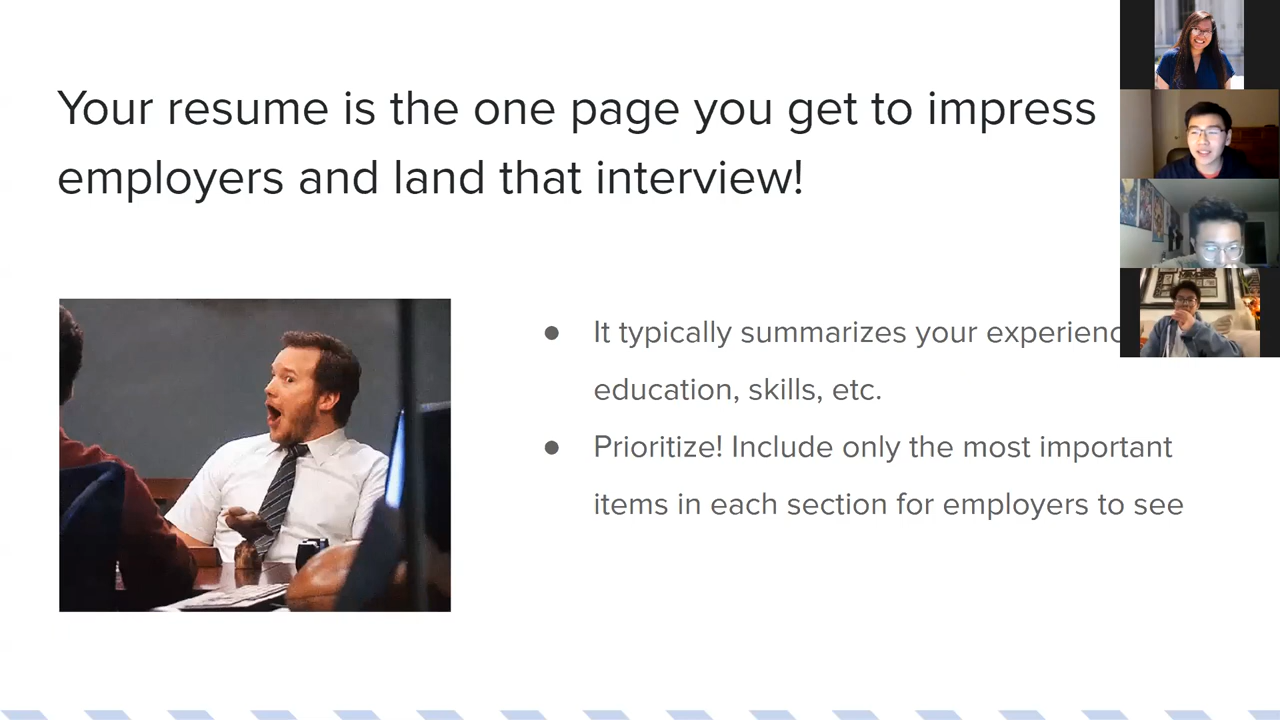 Your resume is the one page you get to impress
employers and land that interview!
● It typically summarizes your
education, skills, etc.
● Prioritize! Include only the most important
items in each section for employers to see